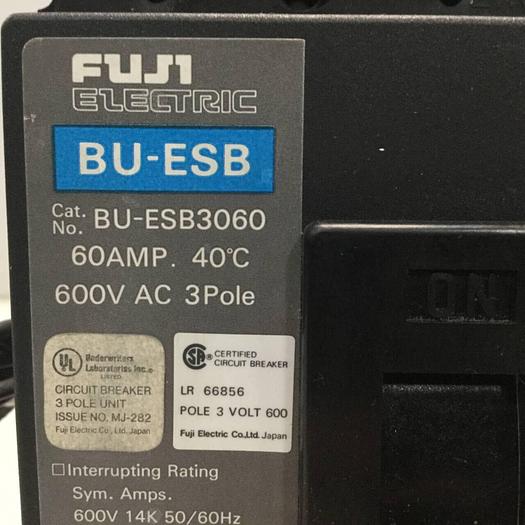 FUJI
ELECTRIC
BU-ESB
Cat. No. BU-ESB3060
60AMP. 40℃
600V AC 3Pole
UL Underwriters Laboratories Inc.®
LISTED
CIRCUIT BREAKER
3 POLE UNIT
ISSUE NO. MJ-282
Fuji Electric Co., Ltd. Japan
SA® CERTIFIED
CIRCUIT BREAKER
LR 66856
POLE 3 VOLT 600
Fuji Electric Co.,Ltd. Japan
ON
□Interrupting Rating
Sym. Amps.
600V 14K 50/60Hz